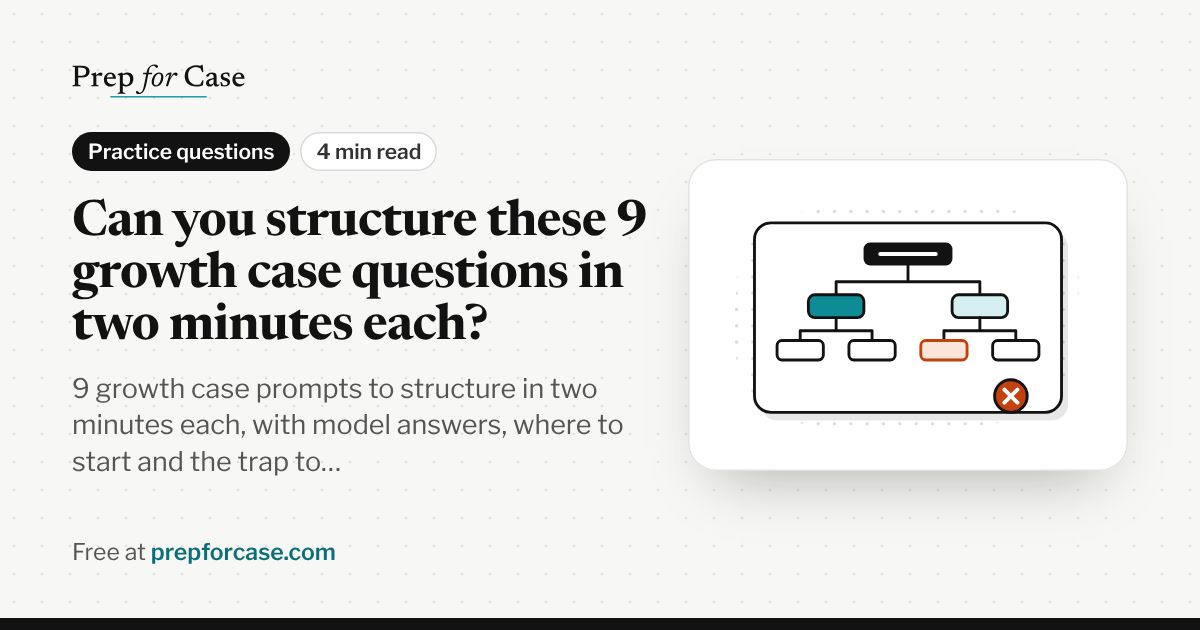 Prep for Case
Practice questions
4 min read
Can you structure these 9
growth case questions in
two minutes each?
9 growth case prompts to structure in two
minutes each, with model answers, where to
start and the trap to...
Free at prepforcase.com